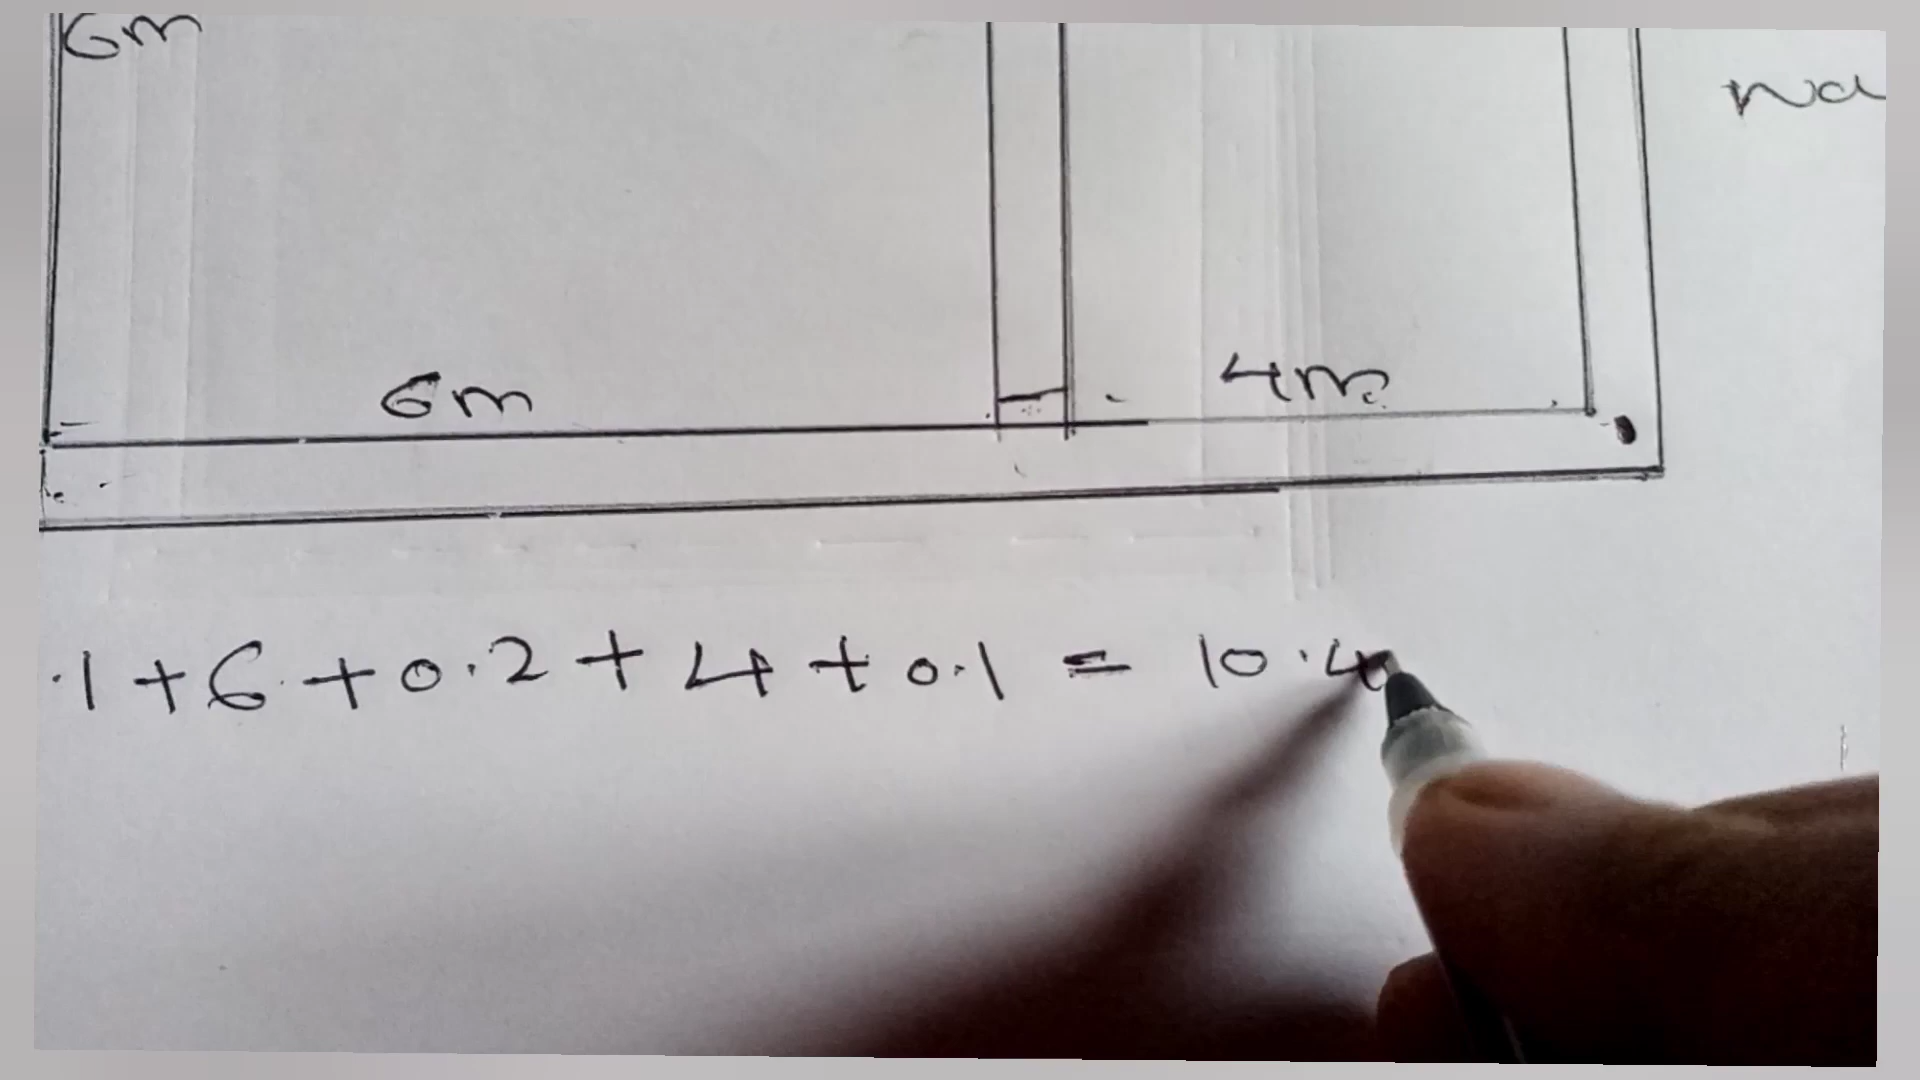 6m
6m 4m
.1 + 6 + 0.2 + 4 + 0.1 = 10.4